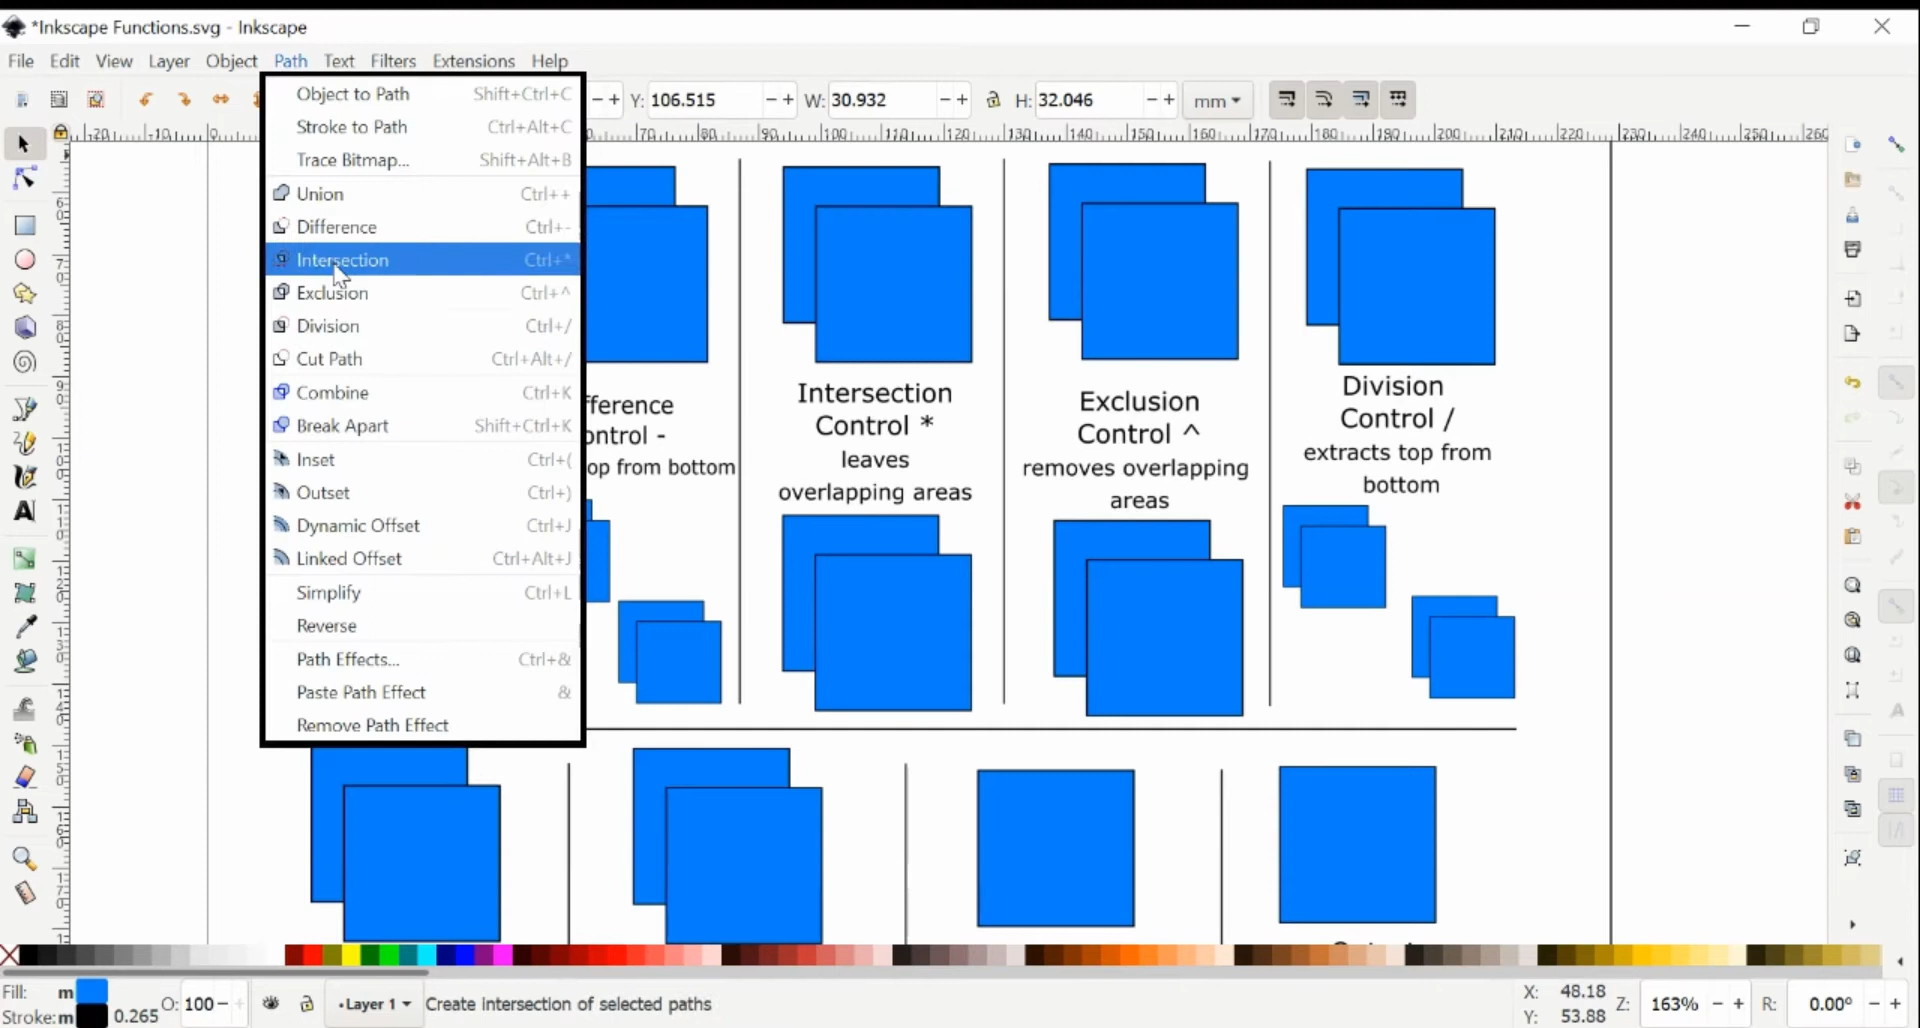 *Inkscape Functions.svg - Inkscape
File Edit View Layer Object Path Text Filters Extensions Help
Y: 106.515 W: 30.932 H: 32.046 mm
Object to Path Shift+Ctrl+C
Stroke to Path Ctrl+Alt+C
Trace Bitmap... Shift+Alt+B
Union Ctrl++
Difference Ctrl+-
Intersection Ctrl+*
Exclusion Ctrl+^
Division Ctrl+/
Cut Path Ctrl+Alt+/
Combine Ctrl+K
Break Apart Shift+Ctrl+K
Inset Ctrl+(
Outset Ctrl+)
Dynamic Offset Ctrl+J
Linked Offset Ctrl+Alt+J
Simplify Ctrl+L
Reverse
Path Effects... Ctrl+&
Paste Path Effect &
Remove Path Effect
fference
ontrol -
op from bottom
Intersection
Control *
leaves
overlapping areas
Exclusion
Control ^
removes overlapping
areas
Division
Control /
extracts top from
bottom
Fill: m O: 100 Layer 1 Create intersection of selected paths X: 48.18 Z: 163% R: 0.00°
Stroke: m 0.265 Y: 53.88